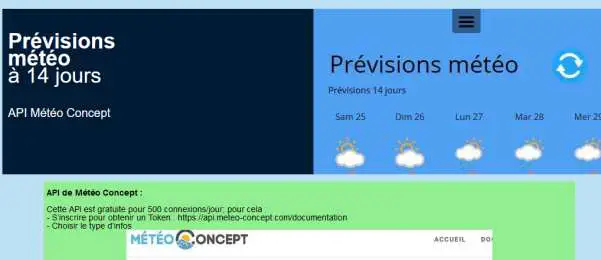 Prévisions
météo
à 14 jours
API Météo Concept
Prévisions météo
Prévisions 14 jours
Sam 25 Dim 26 Lun 27 Mar 28 Mer 29
API de Météo Concept :
Cette API est gratuite pour 500 connexions/jour, pour cela :
- S'inscrire pour obtenir un Token : https://api.meteo-concept.com/documentation
- Choisir le type d'infos
MÉTÉO CONCEPT ACCUEIL